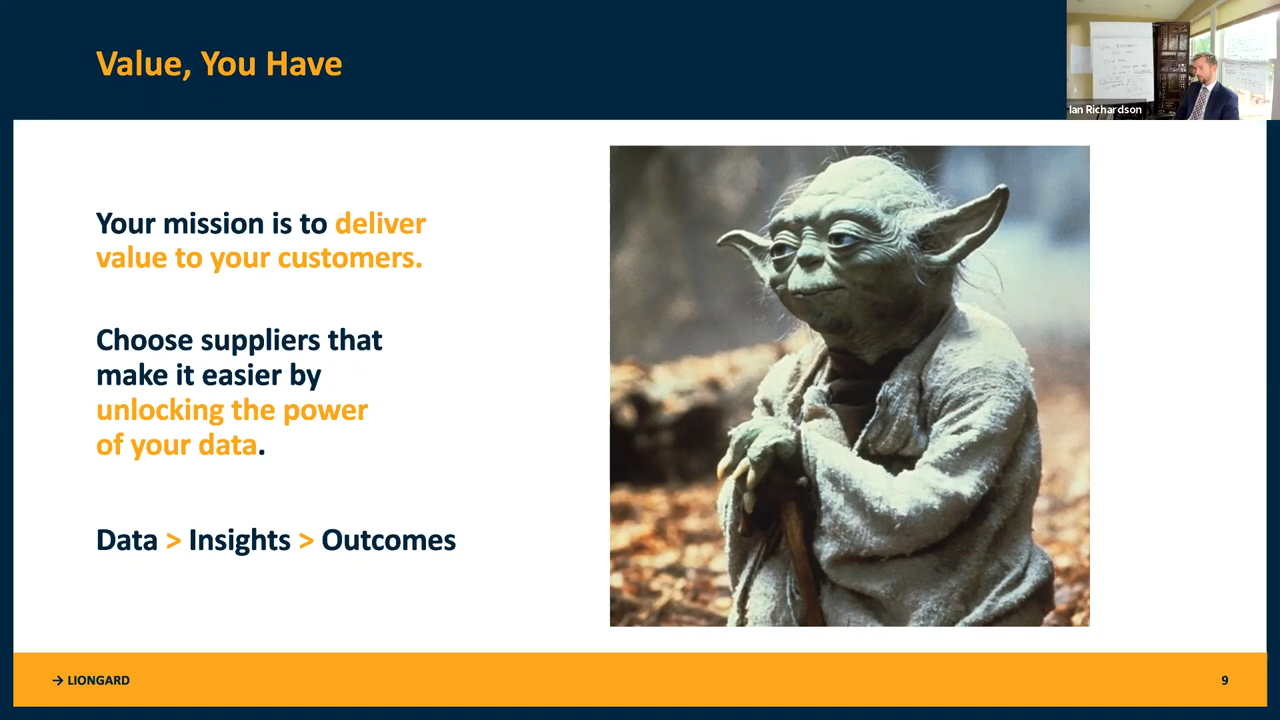 Value, You Have
Ian Richardson
Your mission is to deliver
value to your customers.
Choose suppliers that
make it easier by
unlocking the power
of your data.
Data > Insights > Outcomes
→ LIONGARD
9